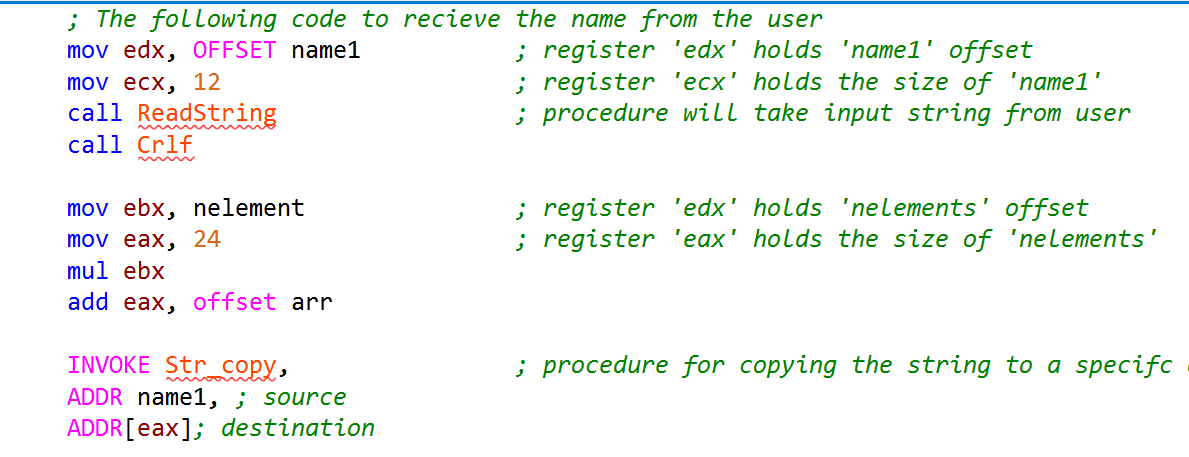 ; The following code to recieve the name from the user
mov edx, OFFSET name1 ; register 'edx' holds 'name1' offset
mov ecx, 12 ; register 'ecx' holds the size of 'name1'
call ReadString ; procedure will take input string from user
call Crlf
mov ebx, nelement ; register 'edx' holds 'nelements' offset
mov eax, 24 ; register 'eax' holds the size of 'nelements'
mul ebx
add eax, offset arr
INVOKE Str_copy, ; procedure for copying the string to a specifc
ADDR name1, ; source
ADDR[eax]; destination